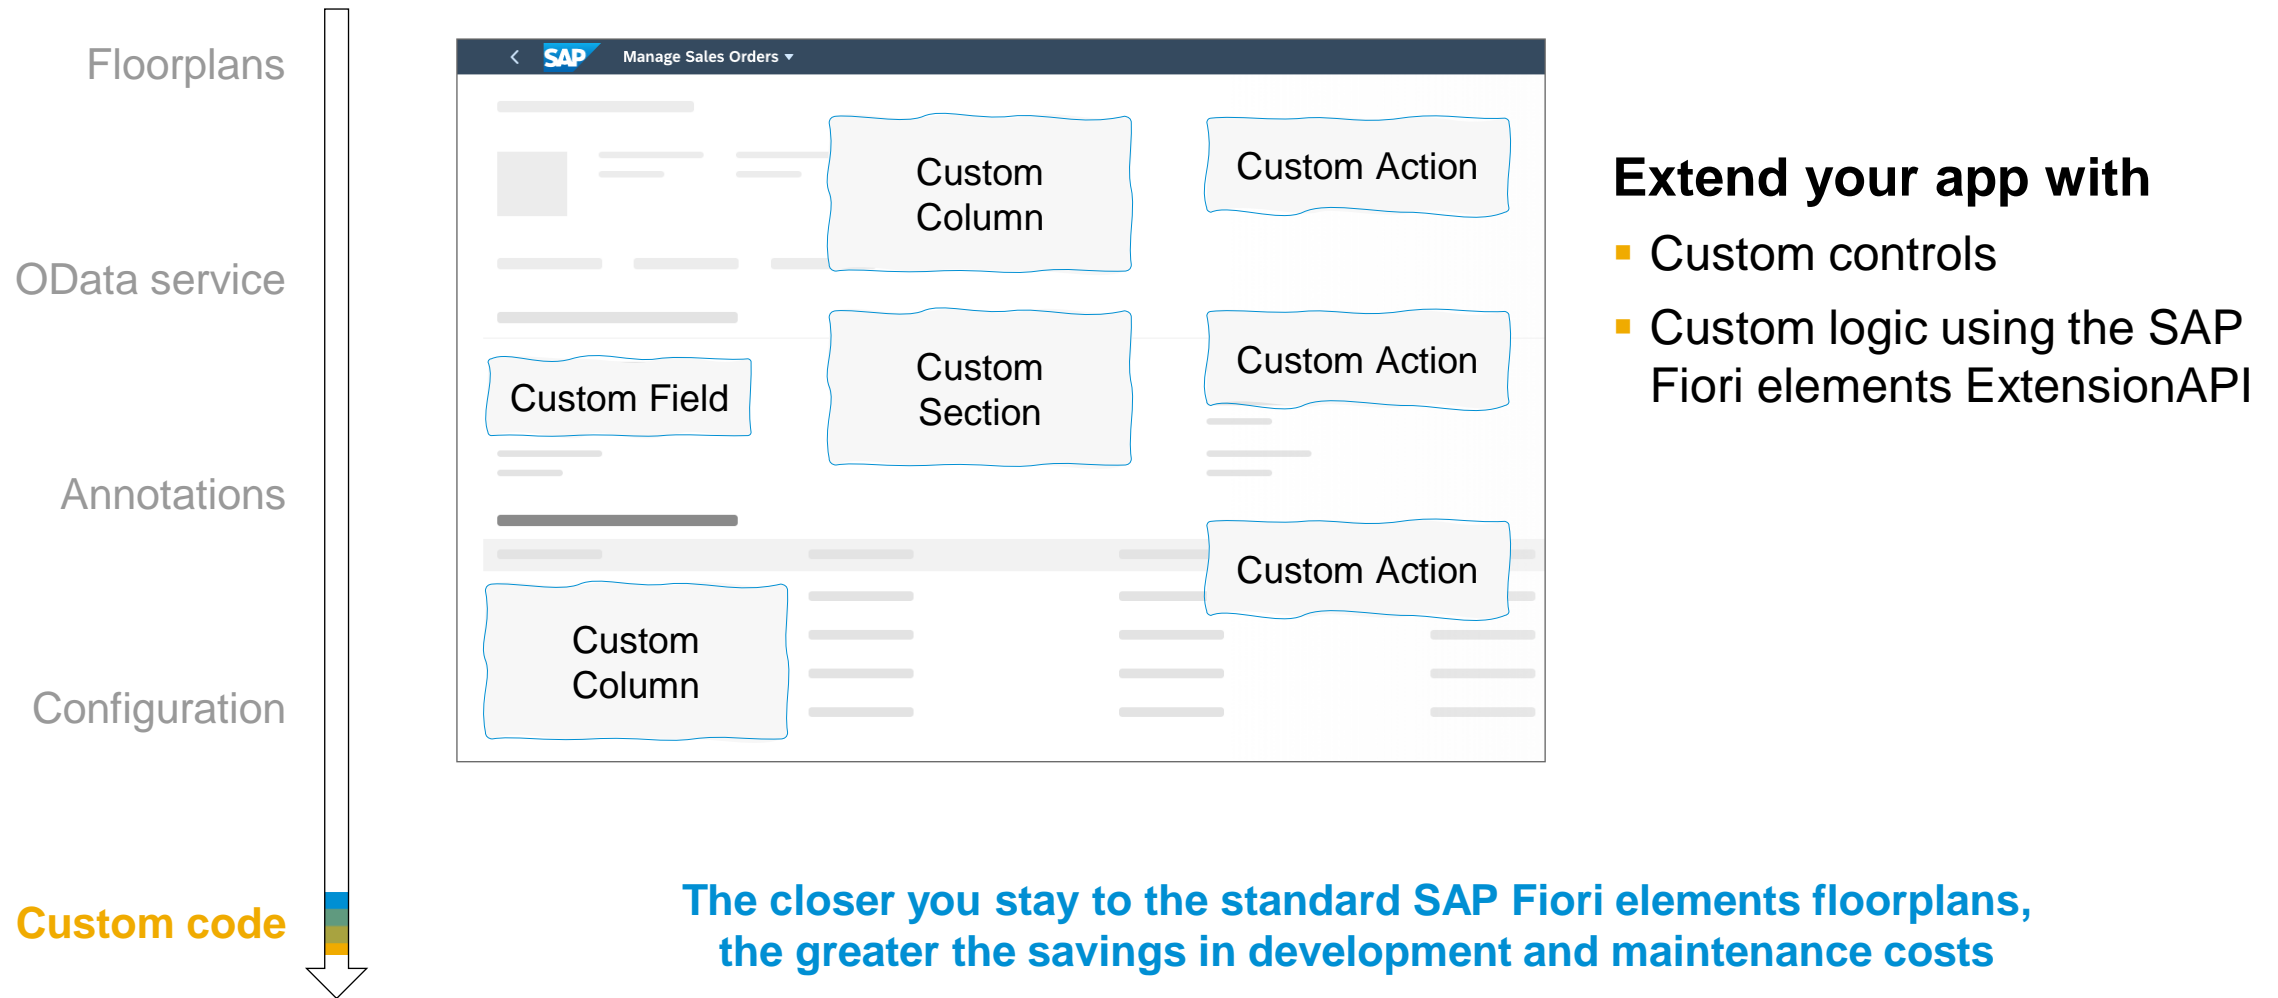 Floorplans
OData service
Annotations
Configuration
Custom code
SAP Manage Sales Orders
Custom
Column
Custom Action
Custom Field
Custom
Section
Custom Action
Custom Action
Custom
Column
Extend your app with
Custom controls
Custom logic using the SAP
Fiori elements ExtensionAPI
The closer you stay to the standard SAP Fiori elements floorplans,
the greater the savings in development and maintenance costs